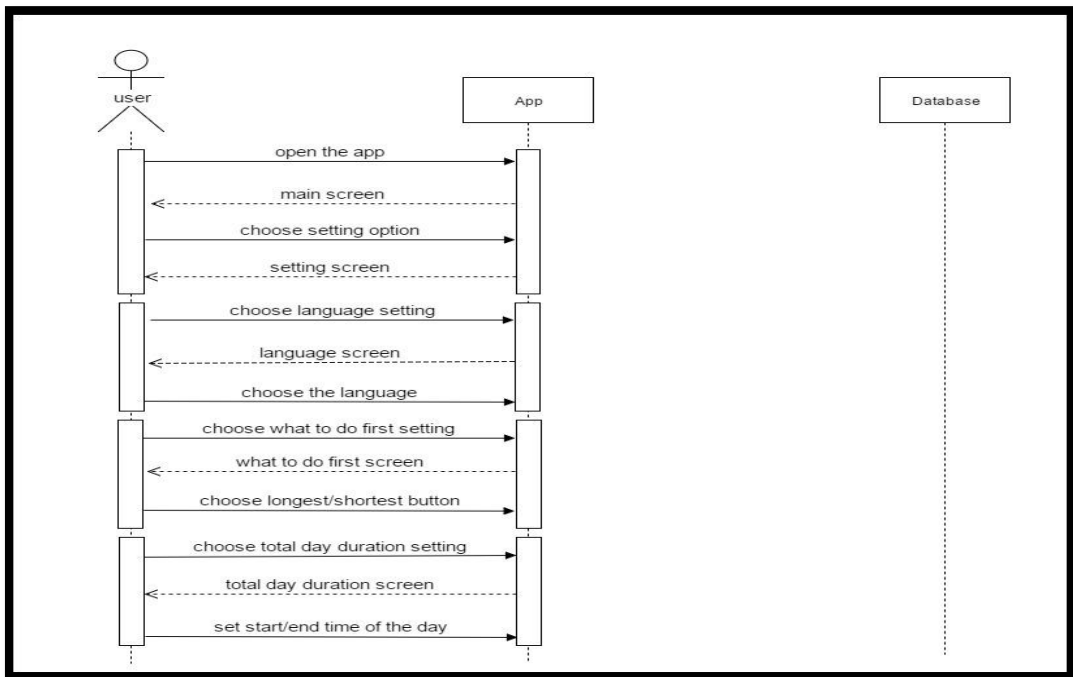 user
App
Database
open the app
main screen
choose setting option
setting screen
choose language setting
language screen
choose the language
choose what to do first setting
what to do first screen
choose longest/shortest button
choose total day duration setting
total day duration screen
set start/end time of the day